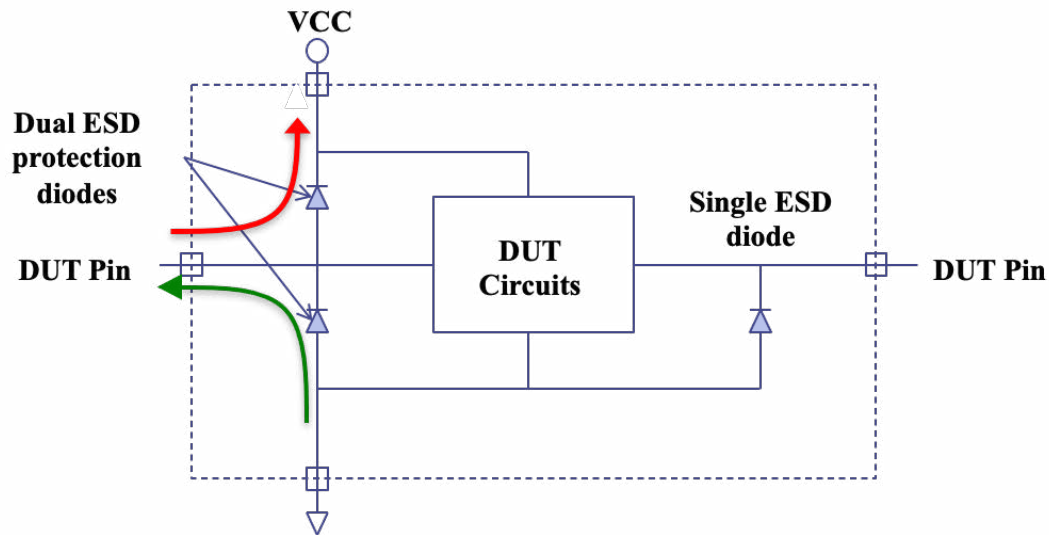 VCC
Dual ESD
protection
diodes
Single ESD
diode
DUT Pin
DUT
Circuits
DUT Pin